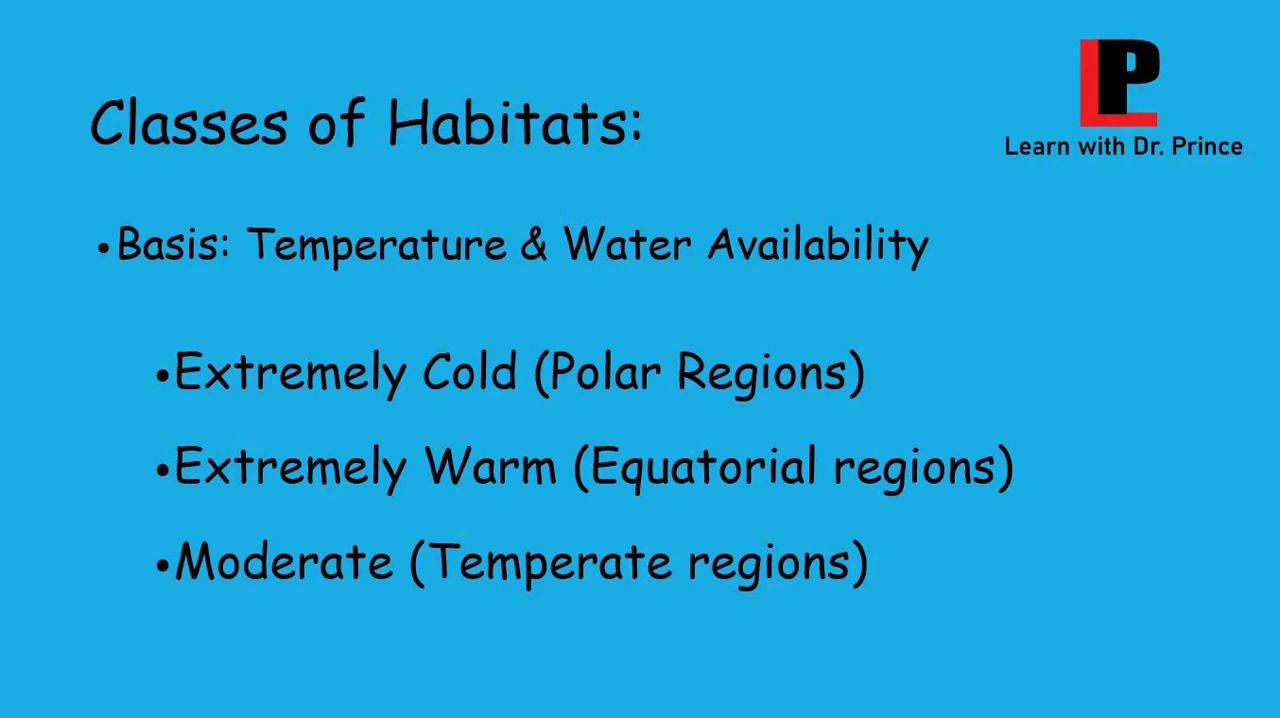 LP
Learn with Dr. Prince
Classes of Habitats:
•Basis: Temperature & Water Availability
•Extremely Cold (Polar Regions)
•Extremely Warm (Equatorial regions)
•Moderate (Temperate regions)